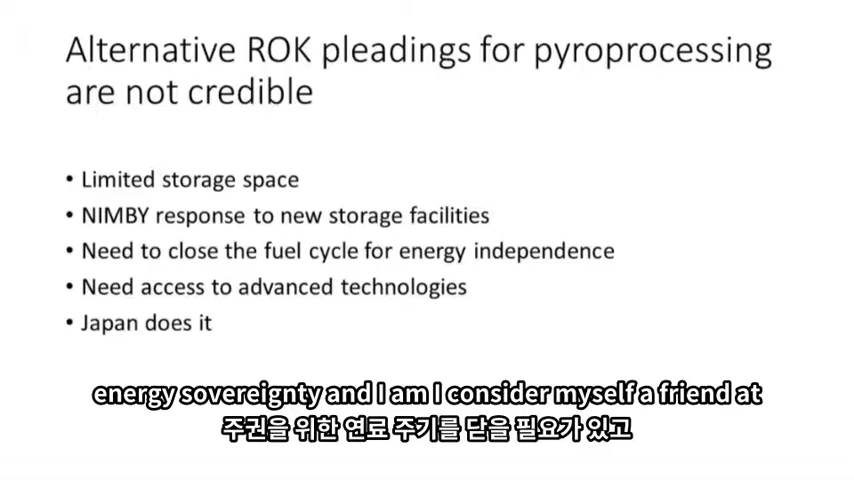 Alternative ROK pleadings for pyroprocessing
are not credible
• Limited storage space
• NIMBY response to new storage facilities
• Need to close the fuel cycle for energy independence
• Need access to advanced technologies
• Japan does it
energy sovereignty and I am I consider myself a friend at
주권을 위한 연료 주기를 닫을 필요가 있고